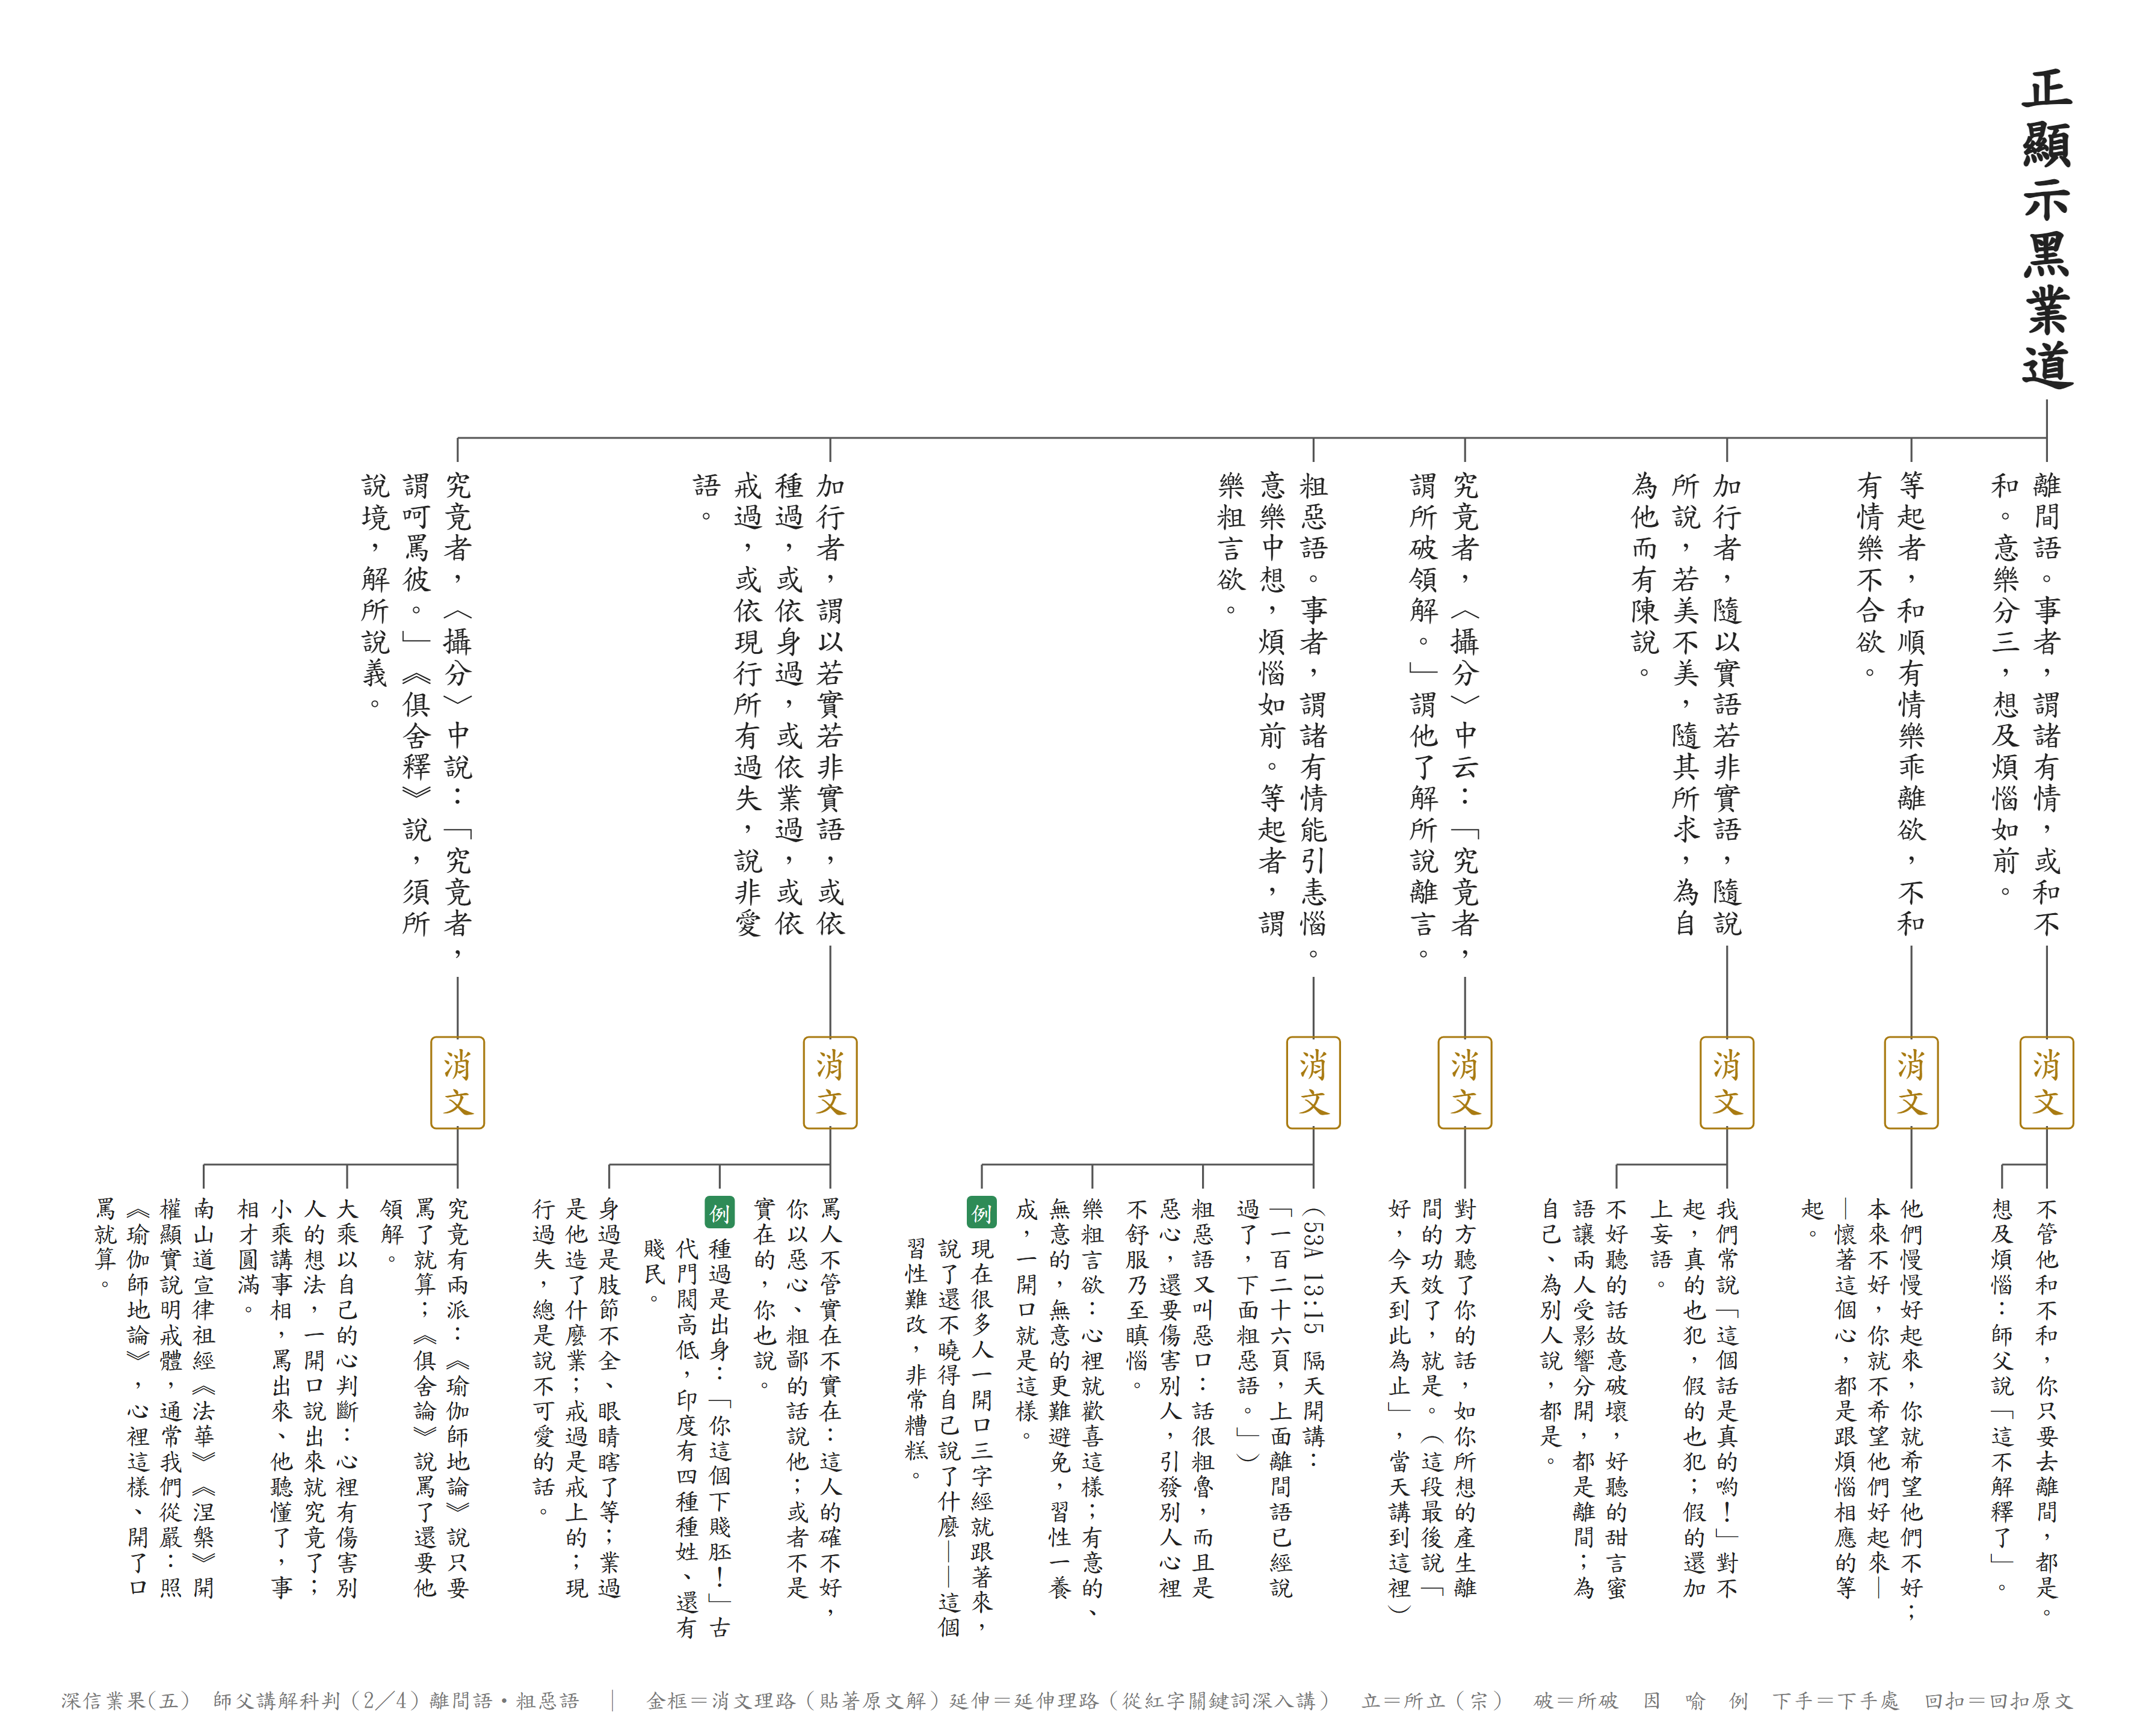 正顯示黑業道
離間語。事者,謂諸有情,或和不
和。意樂分三,想及煩惱如前。
等起者,和順有情樂乖離欲,不和
有情樂不合欲。
加行者,隨以實語若非實語,隨說
所說,若美不美,隨其所求,為自
為他而有陳說。
究竟者,〈攝分〉中云:「究竟者,
謂所破領解。」謂他了解所說離言。
粗惡語。事者,謂諸有情能引恚惱。
意樂中想,煩惱如前。等起者,謂
樂粗言欲。
加行者,謂以若實若非實語,或依
種過,或依身過,或依業過,或依
戒過,或依現行所有過失,說非愛
語。
究竟者,〈攝分〉中說:「究竟者,
謂呵罵彼。」《俱舍釋》說,須所
說境,解所說義。
消文
消文
消文
消文
消文
消文
消文
不管他和不和,你只要去離間,都是。
想及煩惱:師父說「這不解釋了」。
他們慢慢好起來,你就希望他們不好;
本來不好,你就不希望他們好起來—
—懷著這個心,都是跟煩惱相應的等
起。
我們常說「這個話是真的喲!」對不
起,真的也犯,假的也犯;假的還加
上妄語。
不好聽的話故意破壞,好聽的甜言蜜
語讓兩人受影響分開,都是離間;為
自己、為別人說,都是。
對方聽了你的話,如你所想的產生離
間的功效了,就是。(這段最後說「
好,今天到此為止」,當天講到這裡)
(53A 13:15 隔天開講:
「一百二十六頁,上面離間語已經說
過了,下面粗惡語。」)
粗惡語又叫惡口:話很粗魯,而且是
惡心,還要傷害別人,引發別人心裡
不舒服乃至瞋惱。
樂粗言欲:心裡就歡喜這樣;有意的、
無意的,無意的更難避免,習性一養
成,一開口就是這樣。
例
現在很多人一開口三字經就跟著來,
說了還不曉得自己說了什麼——這個
習性難改,非常糟糕。
罵人不管實在不實在:這人的確不好,
你以惡心、粗鄙的話說他;或者不是
實在的,你也說。
例
種過是出身:「你這個下賤胚!」古
代門閥高低,印度有四種種姓、還有
賤民。
身過是肢節不全、眼睛瞎了等;業過
是他造了什麼業;戒過是戒上的;現
行過失,總是說不可愛的話。
究竟有兩派:《瑜伽師地論》說只要
罵了就算;《俱舍論》說罵了還要他
領解。
大乘以自己的心判斷:心裡有傷害別
人的想法,一開口說出來就究竟了;
小乘講事相,罵出來、他聽懂了,事
相才圓滿。
南山道宣律祖經《法華》《涅槃》開
權顯實說明戒體,通常我們從嚴:照
《瑜伽師地論》,心裡這樣、開了口
罵就算。
深信業果(五) 師父講解科判(2/4)離間語・粗惡語 | 金框=消文理路(貼著原文解)延伸=延伸理路(從紅字關鍵詞深入講) 立=所立(宗) 破=所破 因 喻 例 下手=下手處 回扣=回扣原文